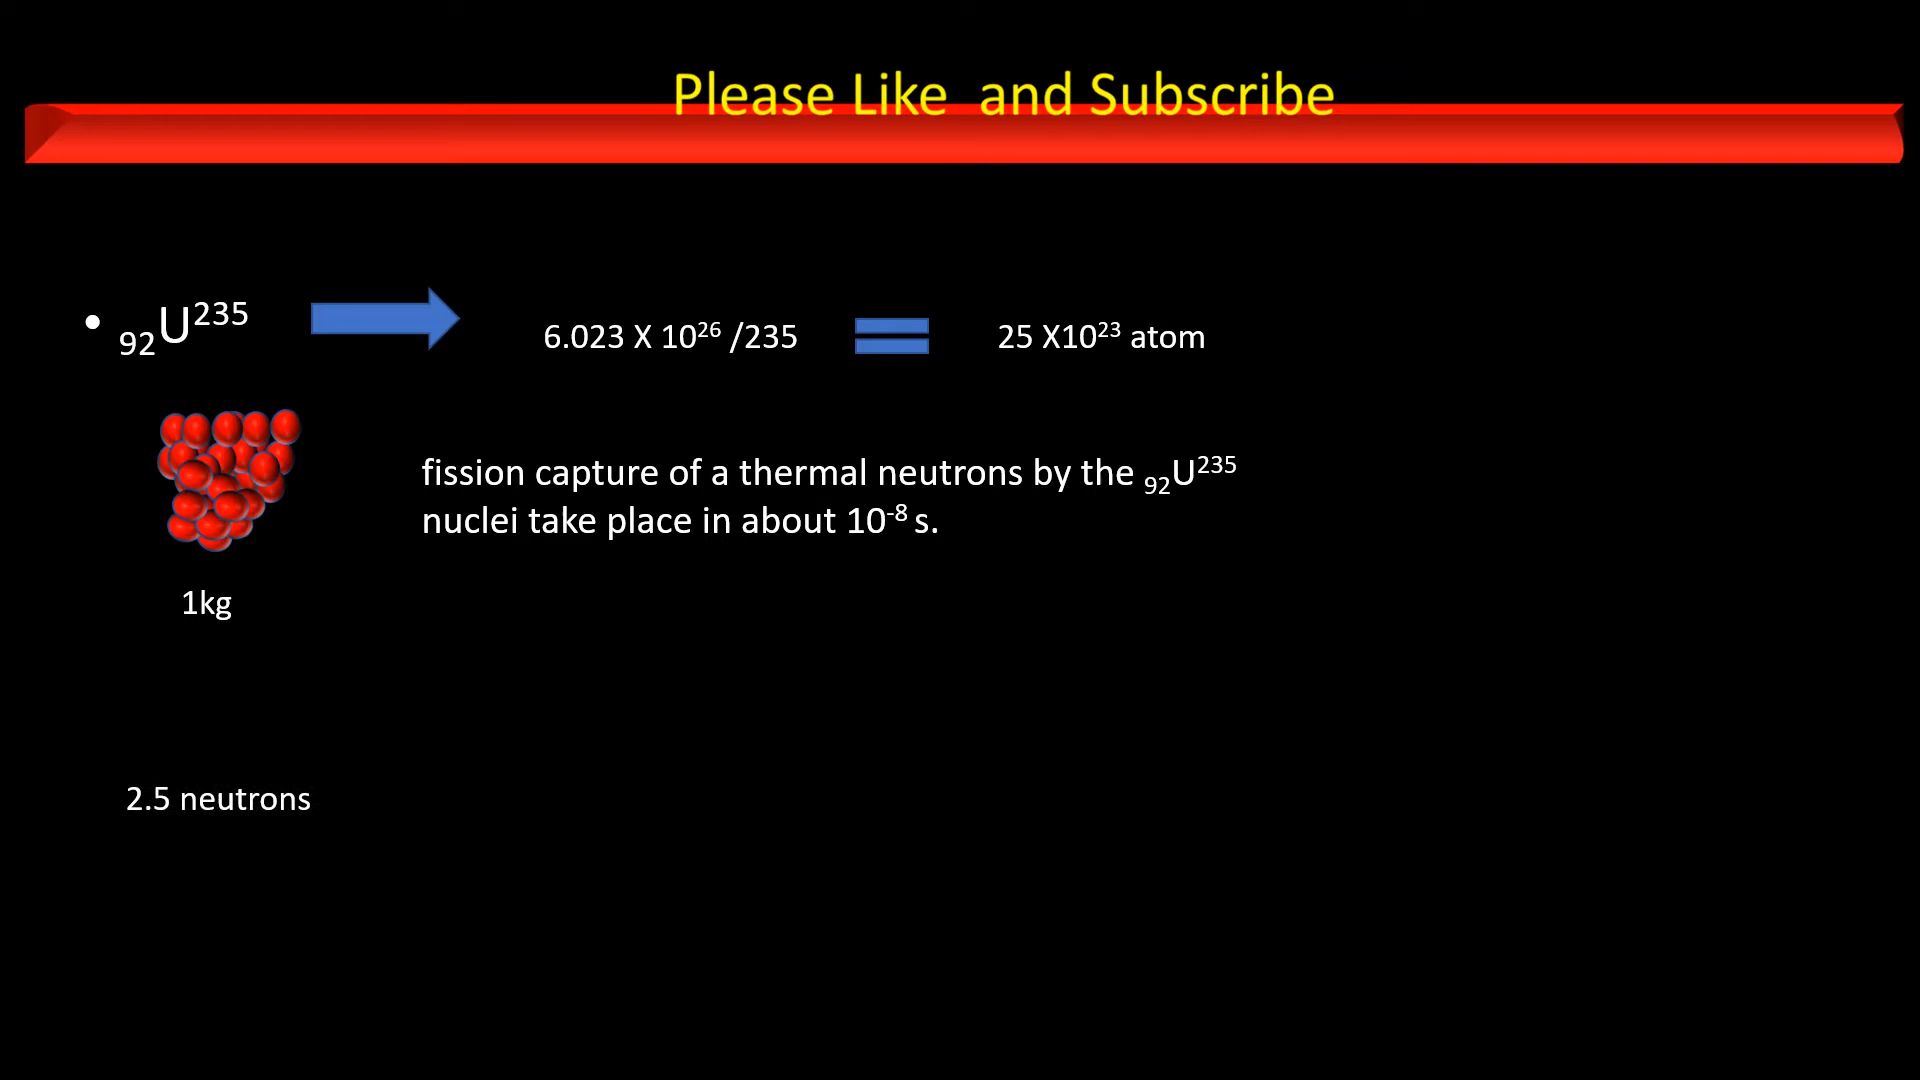 Please Like and Subscribe
• ₉₂U²³⁵
6.023 X 10²⁶ /235
25 X10²³ atom
fission capture of a thermal neutrons by the ₉₂U²³⁵
nuclei take place in about 10⁻⁸ s.
1kg
2.5 neutrons